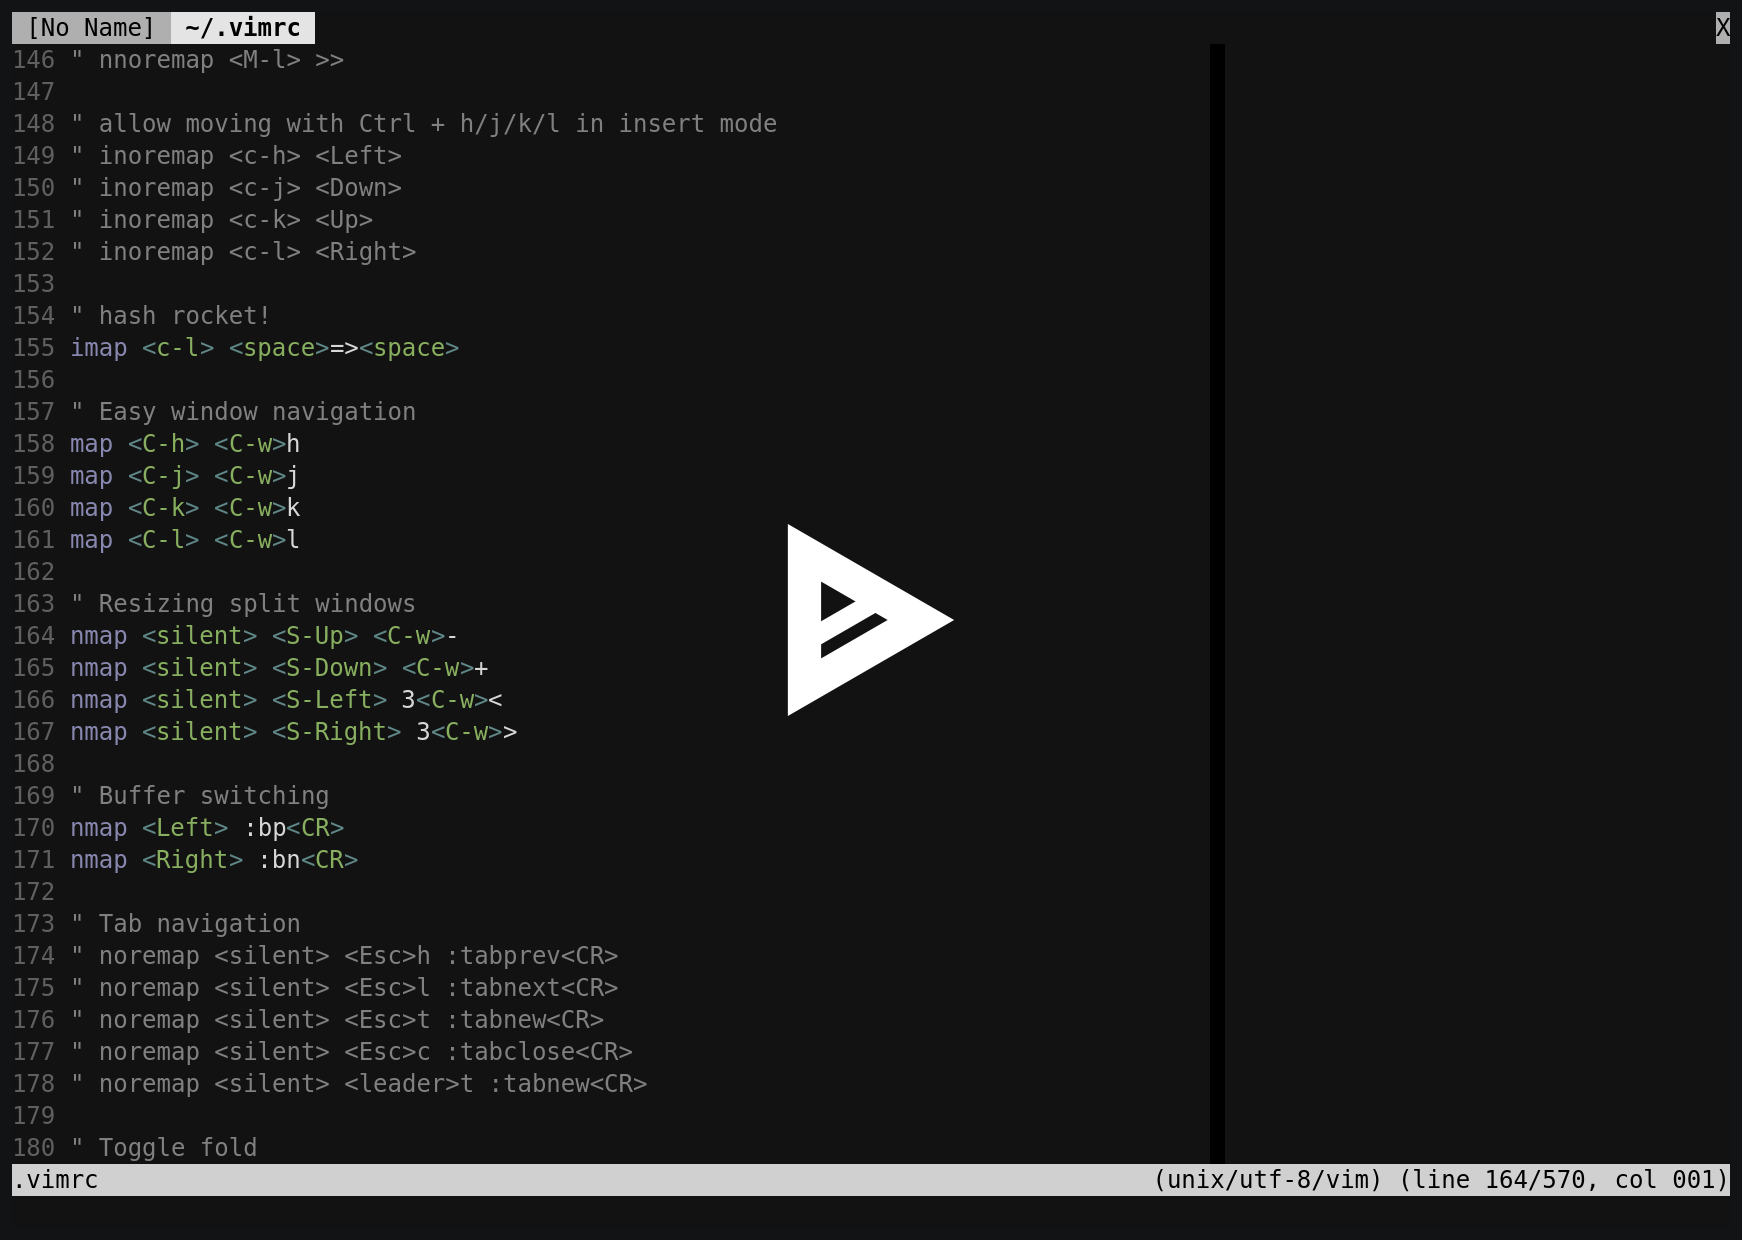 [No Name] ~/.vimrc X
146 " nnoremap <M-l> >>
147
148 " allow moving with Ctrl + h/j/k/l in insert mode
149 " inoremap <c-h> <Left>
150 " inoremap <c-j> <Down>
151 " inoremap <c-k> <Up>
152 " inoremap <c-l> <Right>
153
154 " hash rocket!
155 imap <c-l> <space>=><space>
156
157 " Easy window navigation
158 map <C-h> <C-w>h
159 map <C-j> <C-w>j
160 map <C-k> <C-w>k
161 map <C-l> <C-w>l
162
163 " Resizing split windows
164 nmap <silent> <S-Up> <C-w>-
165 nmap <silent> <S-Down> <C-w>+
166 nmap <silent> <S-Left> 3<C-w><
167 nmap <silent> <S-Right> 3<C-w>>
168
169 " Buffer switching
170 nmap <Left> :bp<CR>
171 nmap <Right> :bn<CR>
172
173 " Tab navigation
174 " noremap <silent> <Esc>h :tabprev<CR>
175 " noremap <silent> <Esc>l :tabnext<CR>
176 " noremap <silent> <Esc>t :tabnew<CR>
177 " noremap <silent> <Esc>c :tabclose<CR>
178 " noremap <silent> <leader>t :tabnew<CR>
179
180 " Toggle fold
.vimrc (unix/utf-8/vim) (line 164/570, col 001)